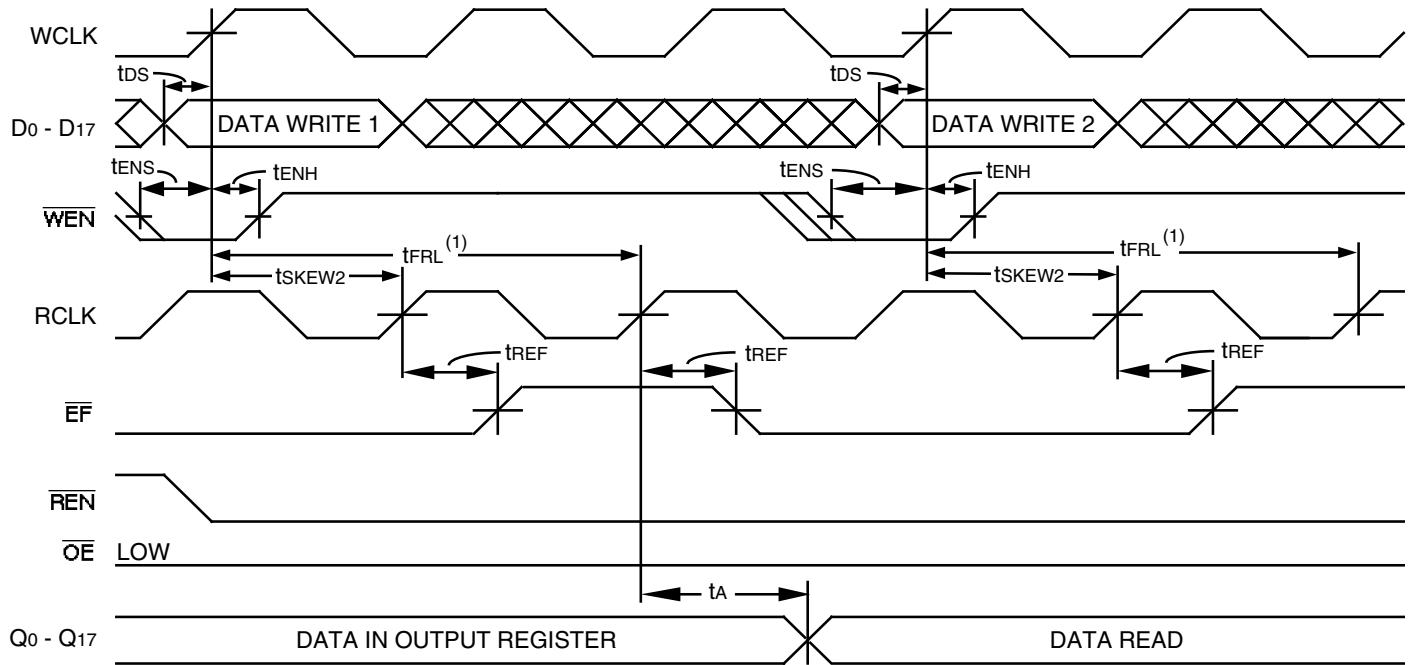 WCLK
tDS
tDS
D0 - D17
DATA WRITE 1
DATA WRITE 2
tENS
tENH
tENS
tENH
WEN
tFRL(1)
tFRL(1)
tSKEW2
tSKEW2
RCLK
tREF
tREF
tREF
EF
REN
OE
LOW
tA
Q0 - Q17
DATA IN OUTPUT REGISTER
DATA READ